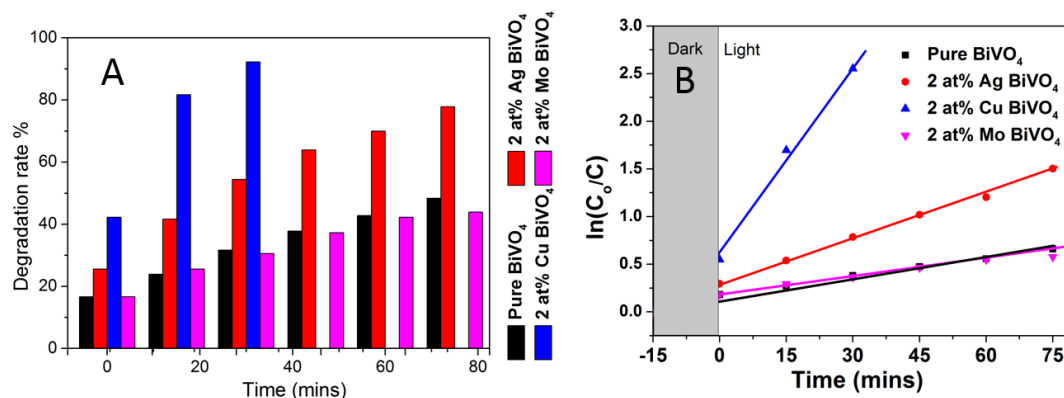 A
100
80
60
40
20
0
0
20
40
60
80
Degradation rate %
Time (mins)
Pure BiVO4
2 at% Cu BiVO4
2 at% Ag BiVO4
2 at% Mo BiVO4
B
Dark
Light
Pure BiVO4
2 at% Ag BiVO4
2 at% Cu BiVO4
2 at% Mo BiVO4
3.0
2.5
2.0
1.5
1.0
0.5
0.0
-15
0
15
30
45
60
75
ln(Co/C)
Time (mins)